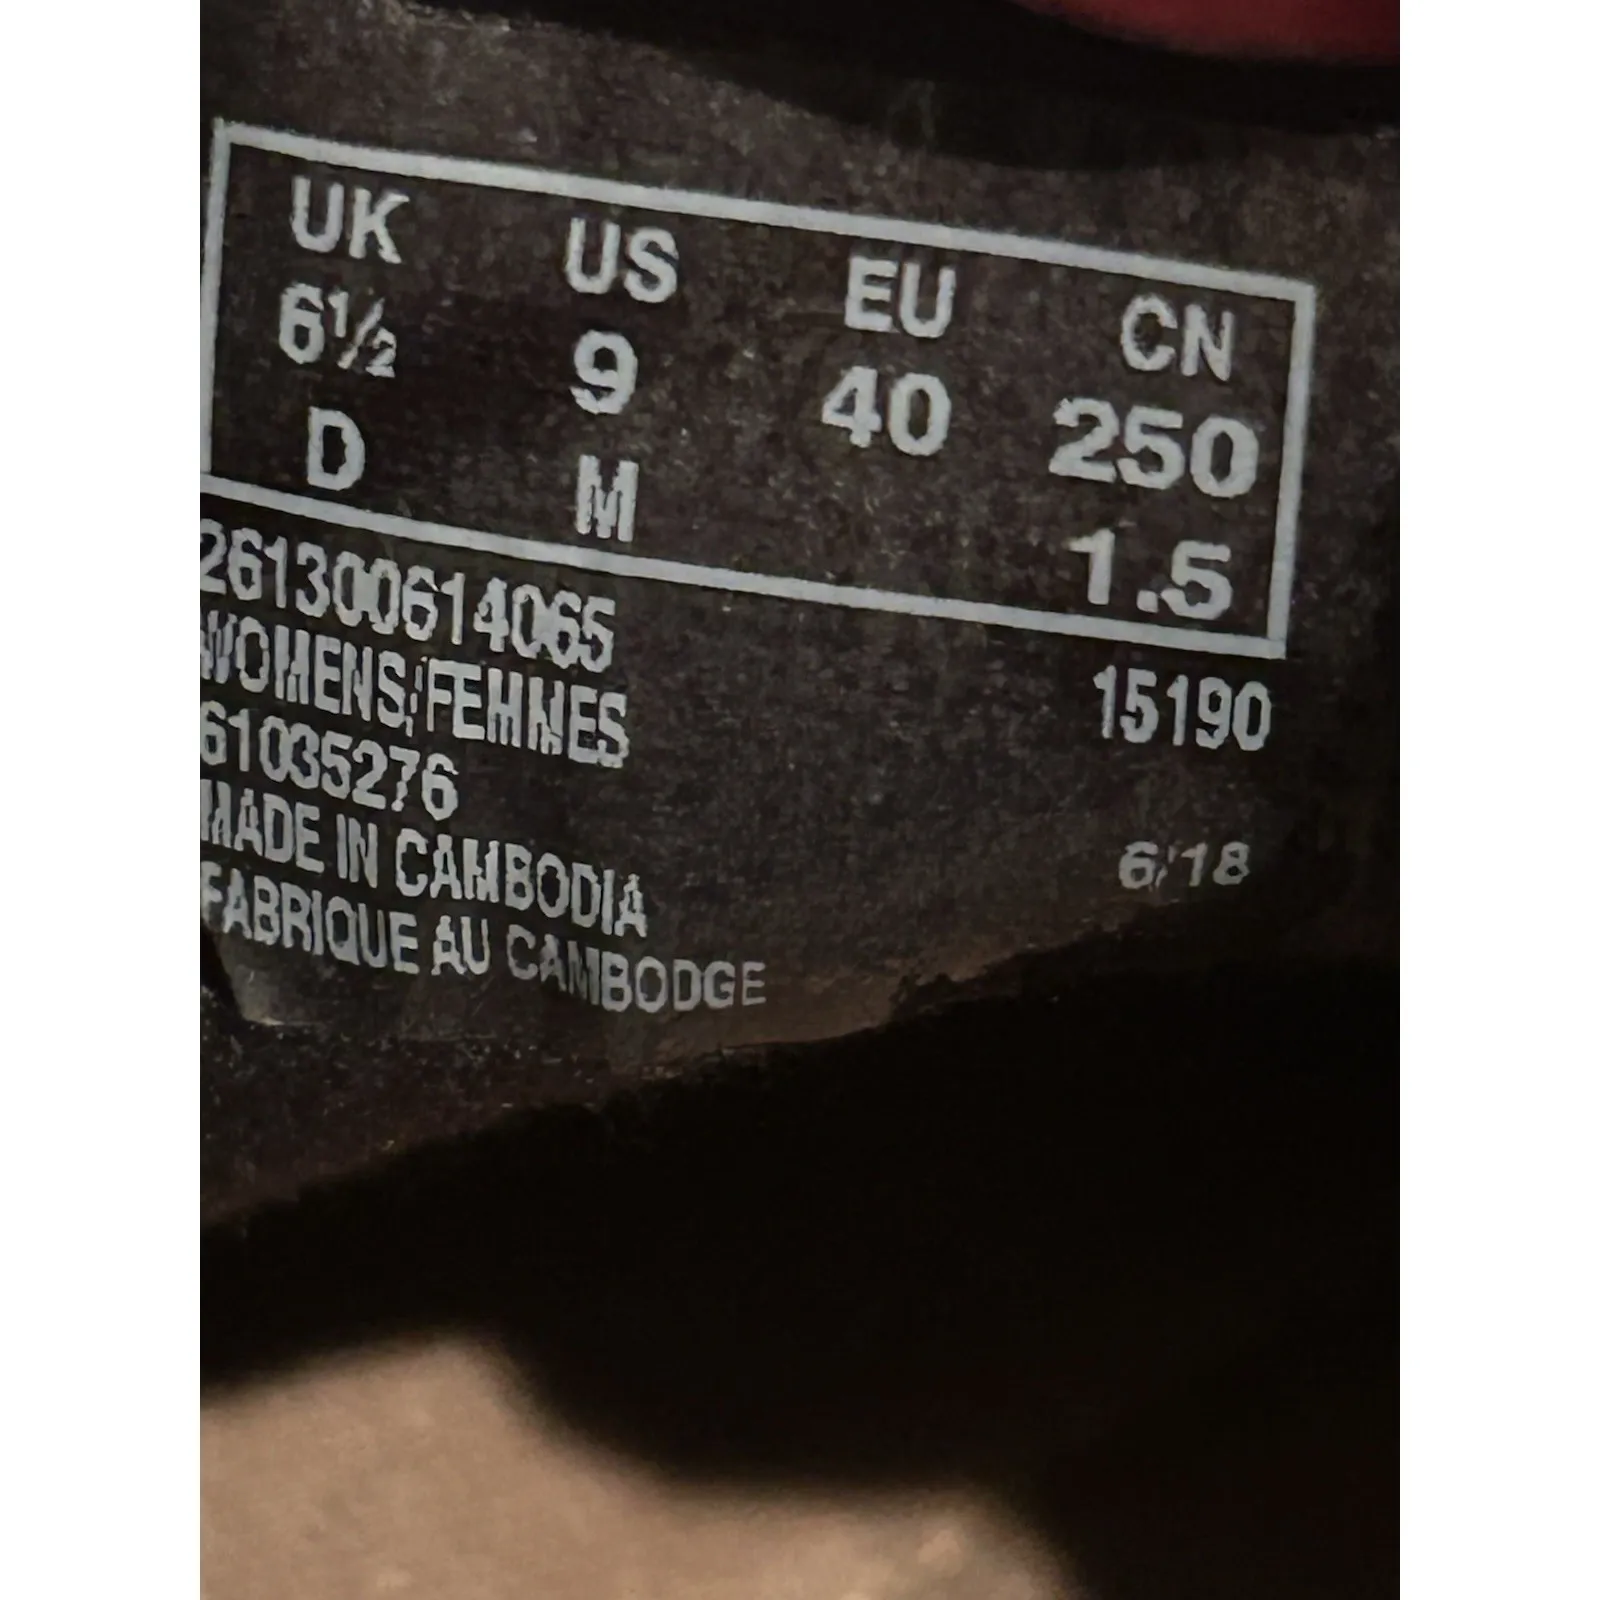 UK US EU CN
6½ 9 40 250
D M 1.5
261300614065
WOMENS/FEMMES 15190
61035276
MADE IN CAMBODIA 6/18
FABRIQUE AU CAMBODGE